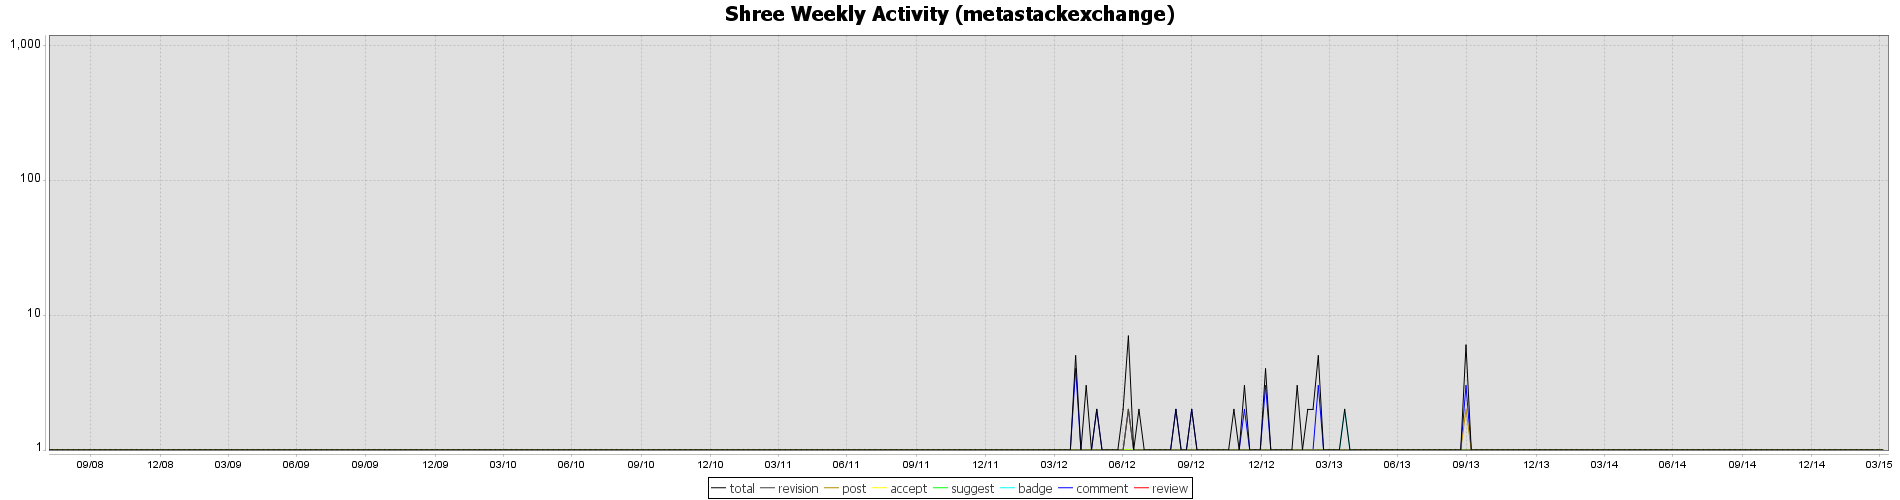 Shree Weekly Activity (metastackexchange)
1,000
100
10
1
09/08 12/08 03/09 06/09 09/09 12/09 03/10 06/10 09/10 12/10 03/11 06/11 09/11 12/11 03/12 06/12 09/12 12/12 03/13 06/13 09/13 12/13 03/14 06/14 09/14 12/14 03/15
total revision post accept suggest badge comment review